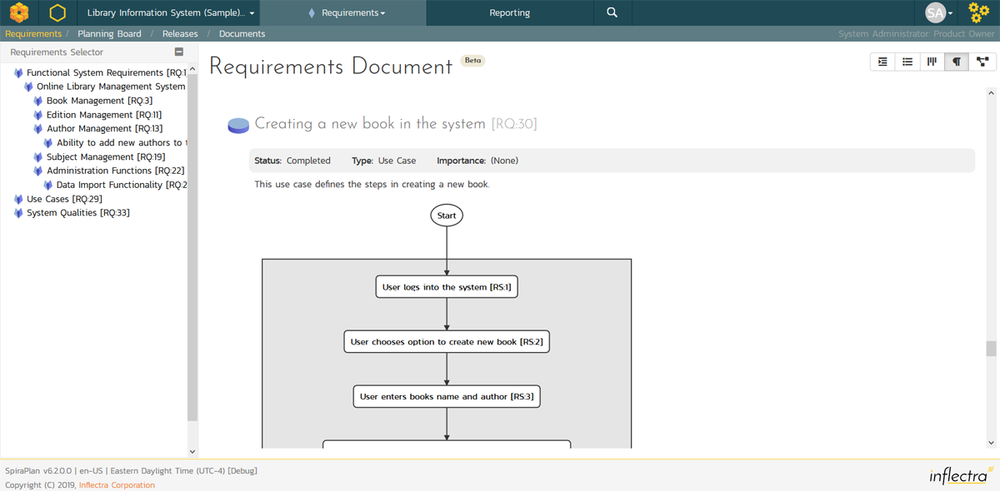 Library Information System (Sample)...
Requirements
Reporting
SA
Requirements / Planning Board / Releases / Documents
System Administrator: Product Owner
Requirements Selector
Functional System Requirements [RQ:1
Online Library Management System
Book Management [RQ:3]
Edition Management [RQ:11]
Author Management [RQ:13]
Ability to add new authors to t
Subject Management [RQ:19]
Administration Functions [RQ:22]
Data Import Functionality [RQ:2
Use Cases [RQ:29]
System Qualities [RQ:33]
Requirements Document Beta
Creating a new book in the system [RQ:30]
Status: Completed Type: Use Case Importance: (None)
This use case defines the steps in creating a new book.
Start
User logs into the system [RS:1]
User chooses option to create new book [RS:2]
User enters books name and author [RS:3]
SpiraPlan v6.2.0.0 | en-US | Eastern Daylight Time (UTC-4) [Debug]
Copyright (C) 2019, Inflectra Corporation
inflectra